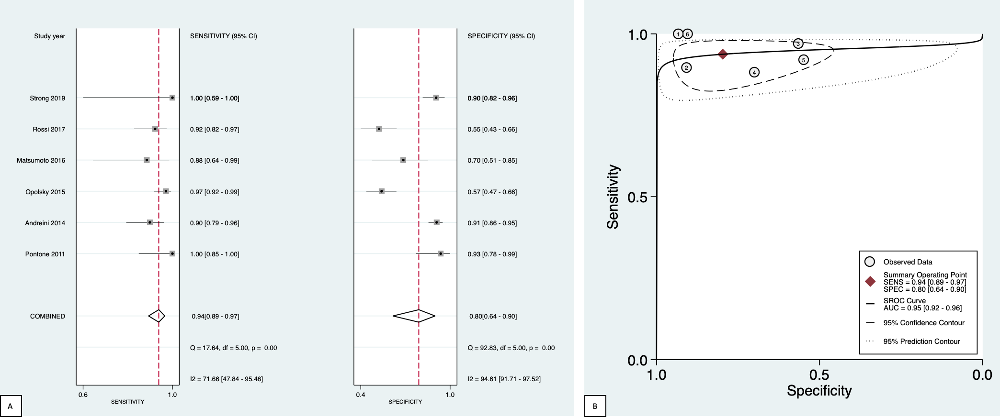 Study year
SENSITIVITY (95% CI)
Strong 2019
1.00 [0.59 - 1.00]
Rossi 2017
0.92 [0.82 - 0.97]
Matsumoto 2016
0.88 [0.64 - 0.99]
Opolsky 2015
0.97 [0.92 - 0.99]
Andreini 2014
0.90 [0.79 - 0.96]
Pontone 2011
1.00 [0.85 - 1.00]
COMBINED
0.94[0.89 - 0.97]
Q = 17.64, df = 5.00, p = 0.00
I2 = 71.66 [47.84 - 95.48]
0.6
1.0
SENSITIVITY
SPECIFICITY (95% CI)
0.90 [0.82 - 0.96]
0.55 [0.43 - 0.66]
0.70 [0.51 - 0.85]
0.57 [0.47 - 0.66]
0.91 [0.86 - 0.95]
0.93 [0.78 - 0.99]
0.80[0.64 - 0.90]
Q = 92.83, df = 5.00, p = 0.00
I2 = 94.61 [91.71 - 97.52]
0.4
1.0
SPECIFICITY
A
1.0
0.5
0.0
Sensitivity
1
6
3
5
2
4
Observed Data
Summary Operating Point
SENS = 0.94 [0.89 - 0.97]
SPEC = 0.80 [0.64 - 0.90]
SROC Curve
AUC = 0.95 [0.92 - 0.96]
95% Confidence Contour
95% Prediction Contour
1.0
0.5
0.0
Specificity
B